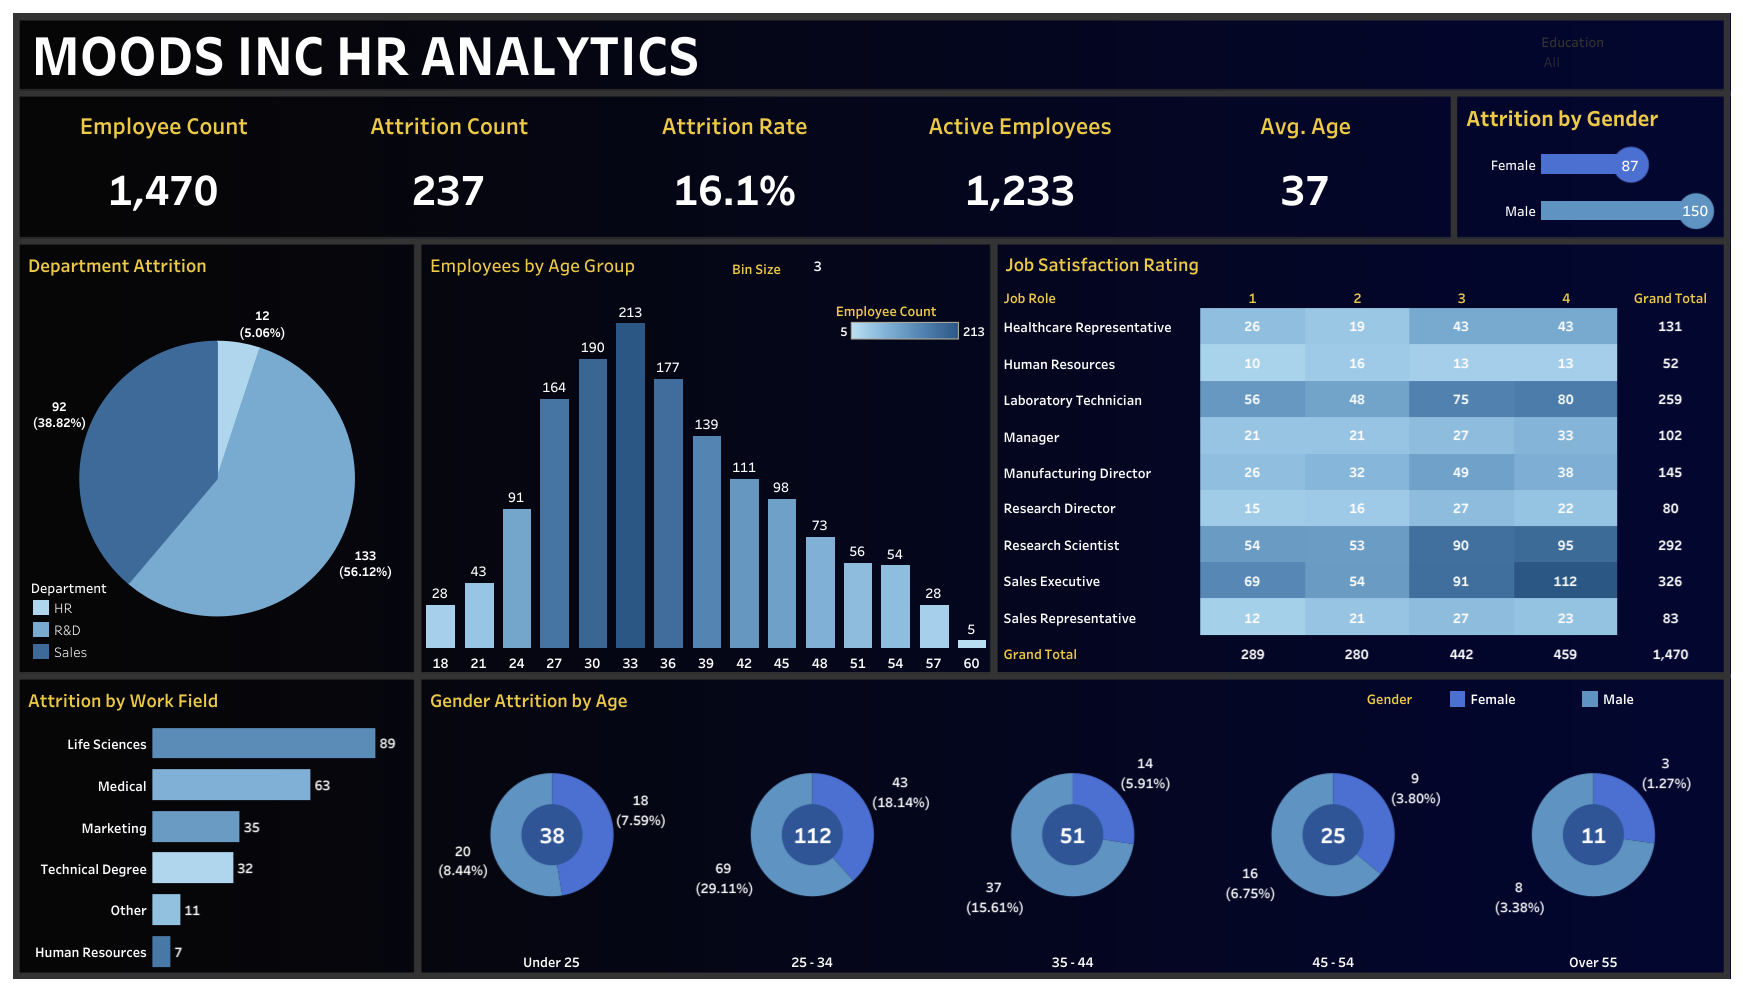 MOODS INC HR ANALYTICS
Education
All
Employee Count
1,470
Attrition Count
237
Attrition Rate
16.1%
Active Employees
1,233
Avg. Age
37
Attrition by Gender
Female 87
Male 150
Department Attrition
12
(5.06%)
92
(38.82%)
133
(56.12%)
Department
HR
R&D
Sales
Employees by Age Group
Bin Size 3
Employee Count
5 213
28 43 91 164 190 213 177 139 111 98 73 56 54 28 5
18 21 24 27 30 33 36 39 42 45 48 51 54 57 60
Job Satisfaction Rating
Job Role 1 2 3 4 Grand Total
Healthcare Representative 26 19 43 43 131
Human Resources 10 16 13 13 52
Laboratory Technician 56 48 75 80 259
Manager 21 21 27 33 102
Manufacturing Director 26 32 49 38 145
Research Director 15 16 27 22 80
Research Scientist 54 53 90 95 292
Sales Executive 69 54 91 112 326
Sales Representative 12 21 27 23 83
Grand Total 289 280 442 459 1,470
Attrition by Work Field
Life Sciences 89
Medical 63
Marketing 35
Technical Degree 32
Other 11
Human Resources 7
Gender Attrition by Age
Gender Female Male
18
(7.59%)
38
20
(8.44%)
Under 25
43
(18.14%)
112
69
(29.11%)
25 - 34
14
(5.91%)
51
37
(15.61%)
35 - 44
9
(3.80%)
25
16
(6.75%)
45 - 54
3
(1.27%)
11
8
(3.38%)
Over 55